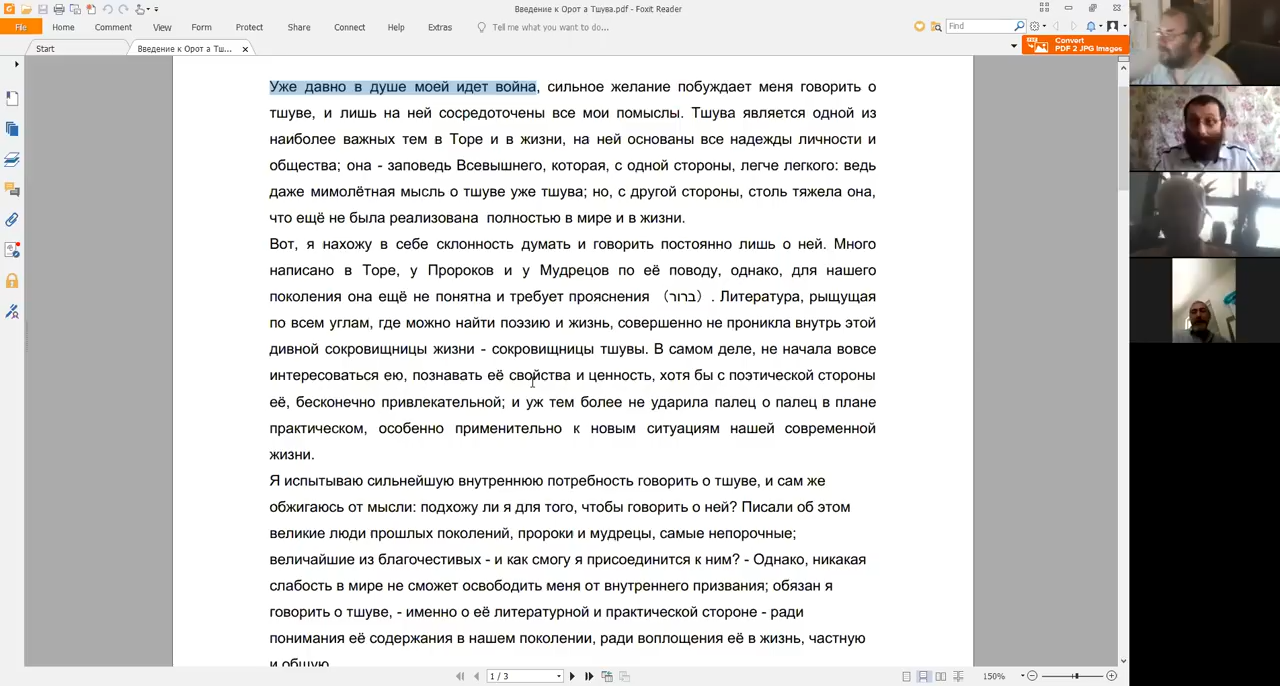 Введение к Орот а Тшува.pdf - Foxit Reader
File Home Comment View Form Protect Share Connect Help Extras Tell me what you want to do... Find
Start Введение к Орот а Тш... Convert
PDF 2 JPG Images
Уже давно в душе моей идет война, сильное желание побуждает меня говорить о
тшуве, и лишь на ней сосредоточены все мои помыслы. Тшува является одной из
наиболее важных тем в Торе и в жизни, на ней основаны все надежды личности и
общества; она - заповедь Всевышнего, которая, с одной стороны, легче легкого: ведь
даже мимолётная мысль о тшуве уже тшува; но, с другой стороны, столь тяжела она,
что ещё не была реализована полностью в мире и в жизни.
Вот, я нахожу в себе склонность думать и говорить постоянно лишь о ней. Много
написано в Торе, у Пророков и у Мудрецов по её поводу, однако, для нашего
поколения она ещё не понятна и требует прояснения (ברור) . Литература, рыщущая
по всем углам, где можно найти поэзию и жизнь, совершенно не проникла внутрь этой
дивной сокровищницы жизни - сокровищницы тшувы. В самом деле, не начала вовсе
интересоваться ею, познавать её свойства и ценность, хотя бы с поэтической стороны
её, бесконечно привлекательной; и уж тем более не ударила палец о палец в плане
практическом, особенно применительно к новым ситуациям нашей современной
жизни.
Я испытываю сильнейшую внутреннюю потребность говорить о тшуве, и сам же
обжигаюсь от мысли: подхожу ли я для того, чтобы говорить о ней? Писали об этом
великие люди прошлых поколений, пророки и мудрецы, самые непорочные;
величайшие из благочестивых - и как смогу я присоединится к ним? - Однако, никакая
слабость в мире не сможет освободить меня от внутреннего призвания; обязан я
говорить о тшуве, - именно о её литературной и практической стороне - ради
понимания её содержания в нашем поколении, ради воплощения её в жизнь, частную
и общую.
1 / 3 150%